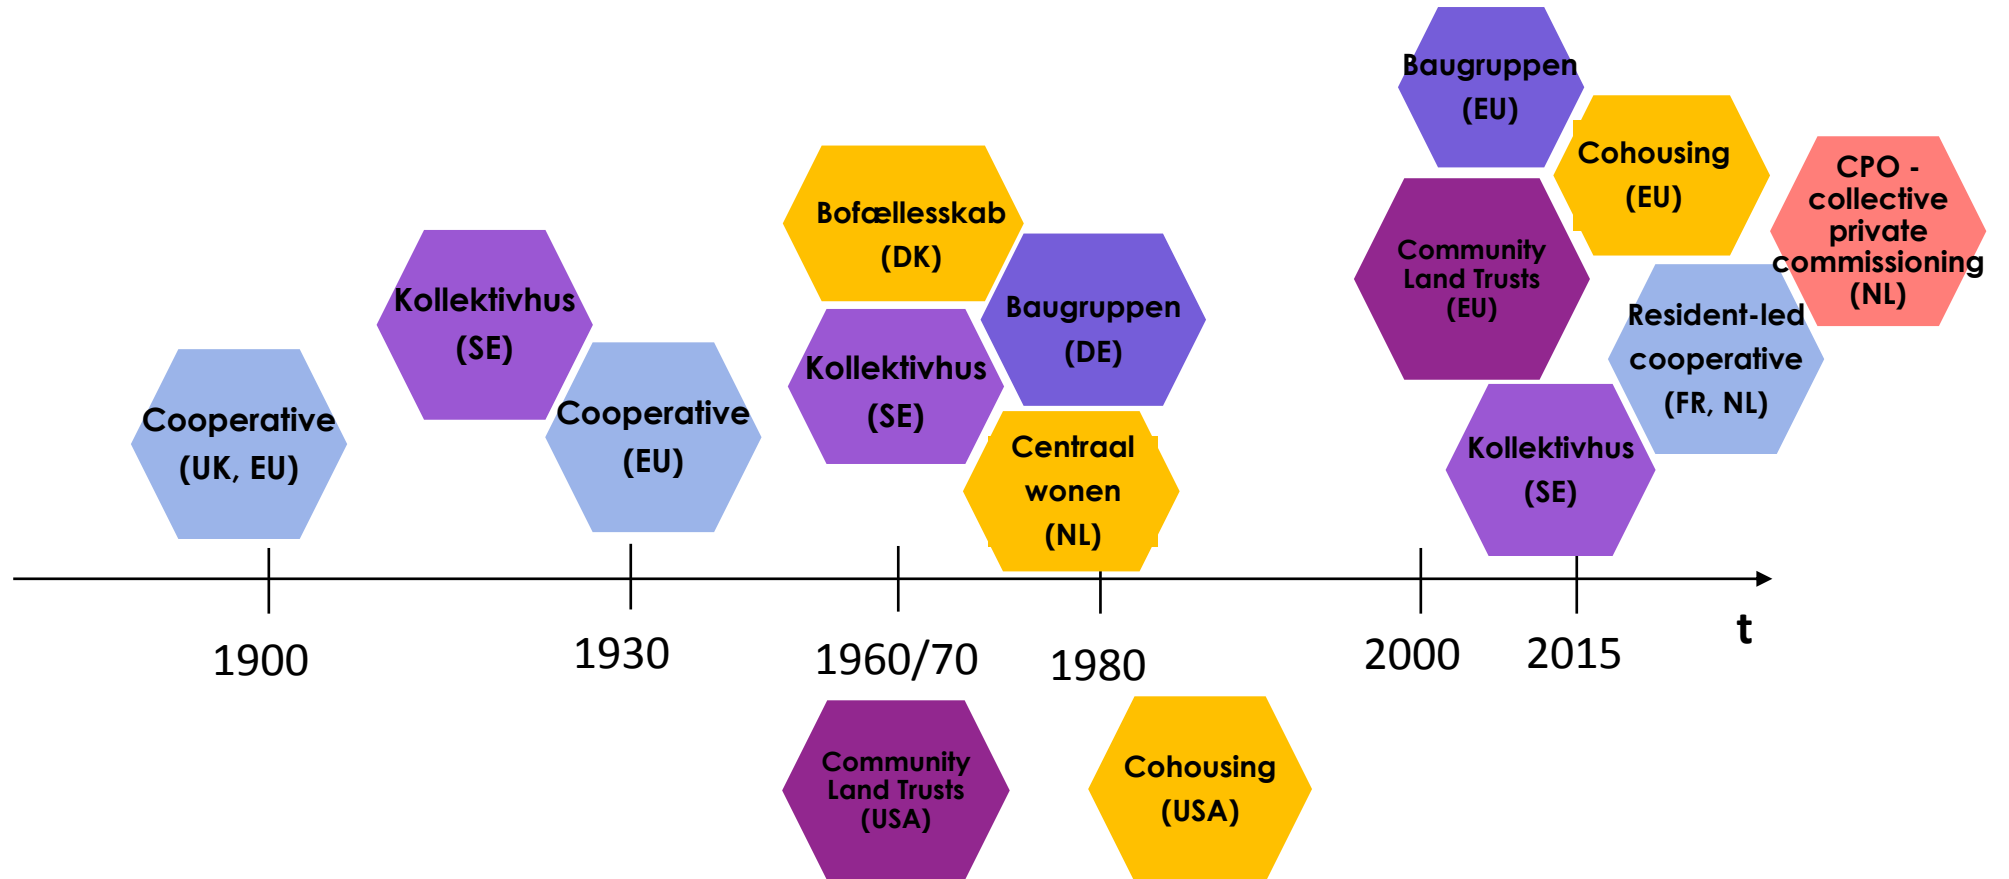 Cooperative
(UK, EU)
Kollektivhus
(SE)
Cooperative
(EU)
Bofællesskab
(DK)
Kollektivhus
(SE)
Baugruppen
(DE)
Centraal
wonen
(NL)
Baugruppen
(EU)
Cohousing
(EU)
Community
Land Trusts
(EU)
CPO -
collective
private
commissioning
(NL)
Resident-led
cooperative
(FR, NL)
Kollektivhus
(SE)
1900
1930
1960/70
1980
2000
2015
t
Community
Land Trusts
(USA)
Cohousing
(USA)